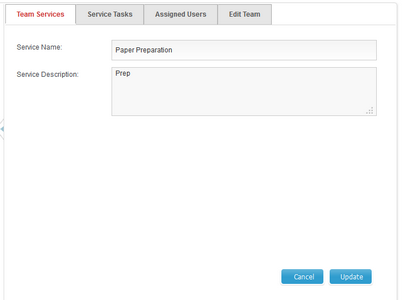 Team Services Service Tasks Assigned Users Edit Team
Service Name: Paper Preparation
Service Description: Prep
Cancel Update